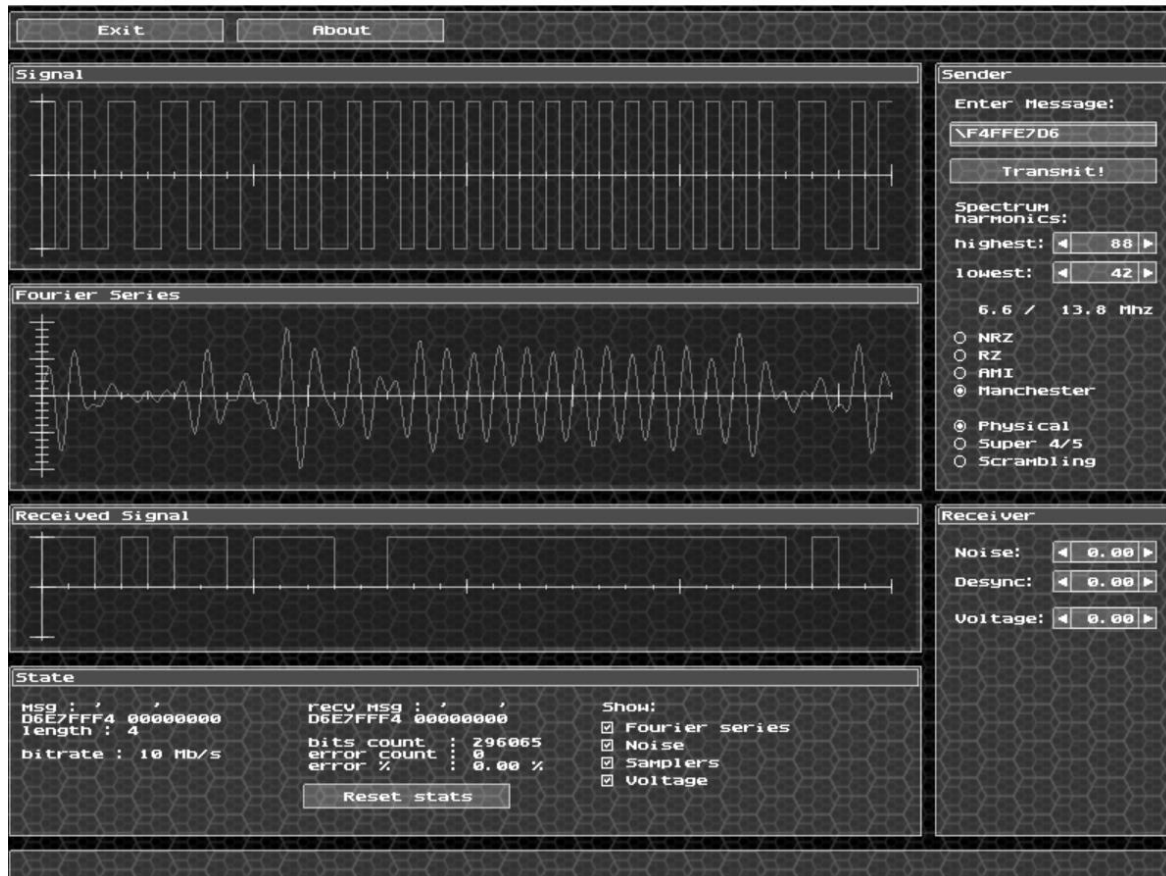 Exit About
Signal
Fourier Series
Received Signal
State
msg : ' '
D6E7FFF4 00000000
length : 4
bitrate : 10 Mb/s
recv msg : ' '
D6E7FFF4 00000000
bits count : 296065
error count : 0
error % : 0.00 %
Reset stats
Show:
Fourier series
Noise
Samplers
Voltage
Sender
Enter Message:
\F4FFE7D6
Transmit!
Spectrum
harmonics:
highest: 88
lowest: 42
6.6 / 13.8 Mhz
NRZ
RZ
AMI
Manchester
Physical
Super 4/5
Scrambling
Receiver
Noise: 0.00
Desync: 0.00
Voltage: 0.00